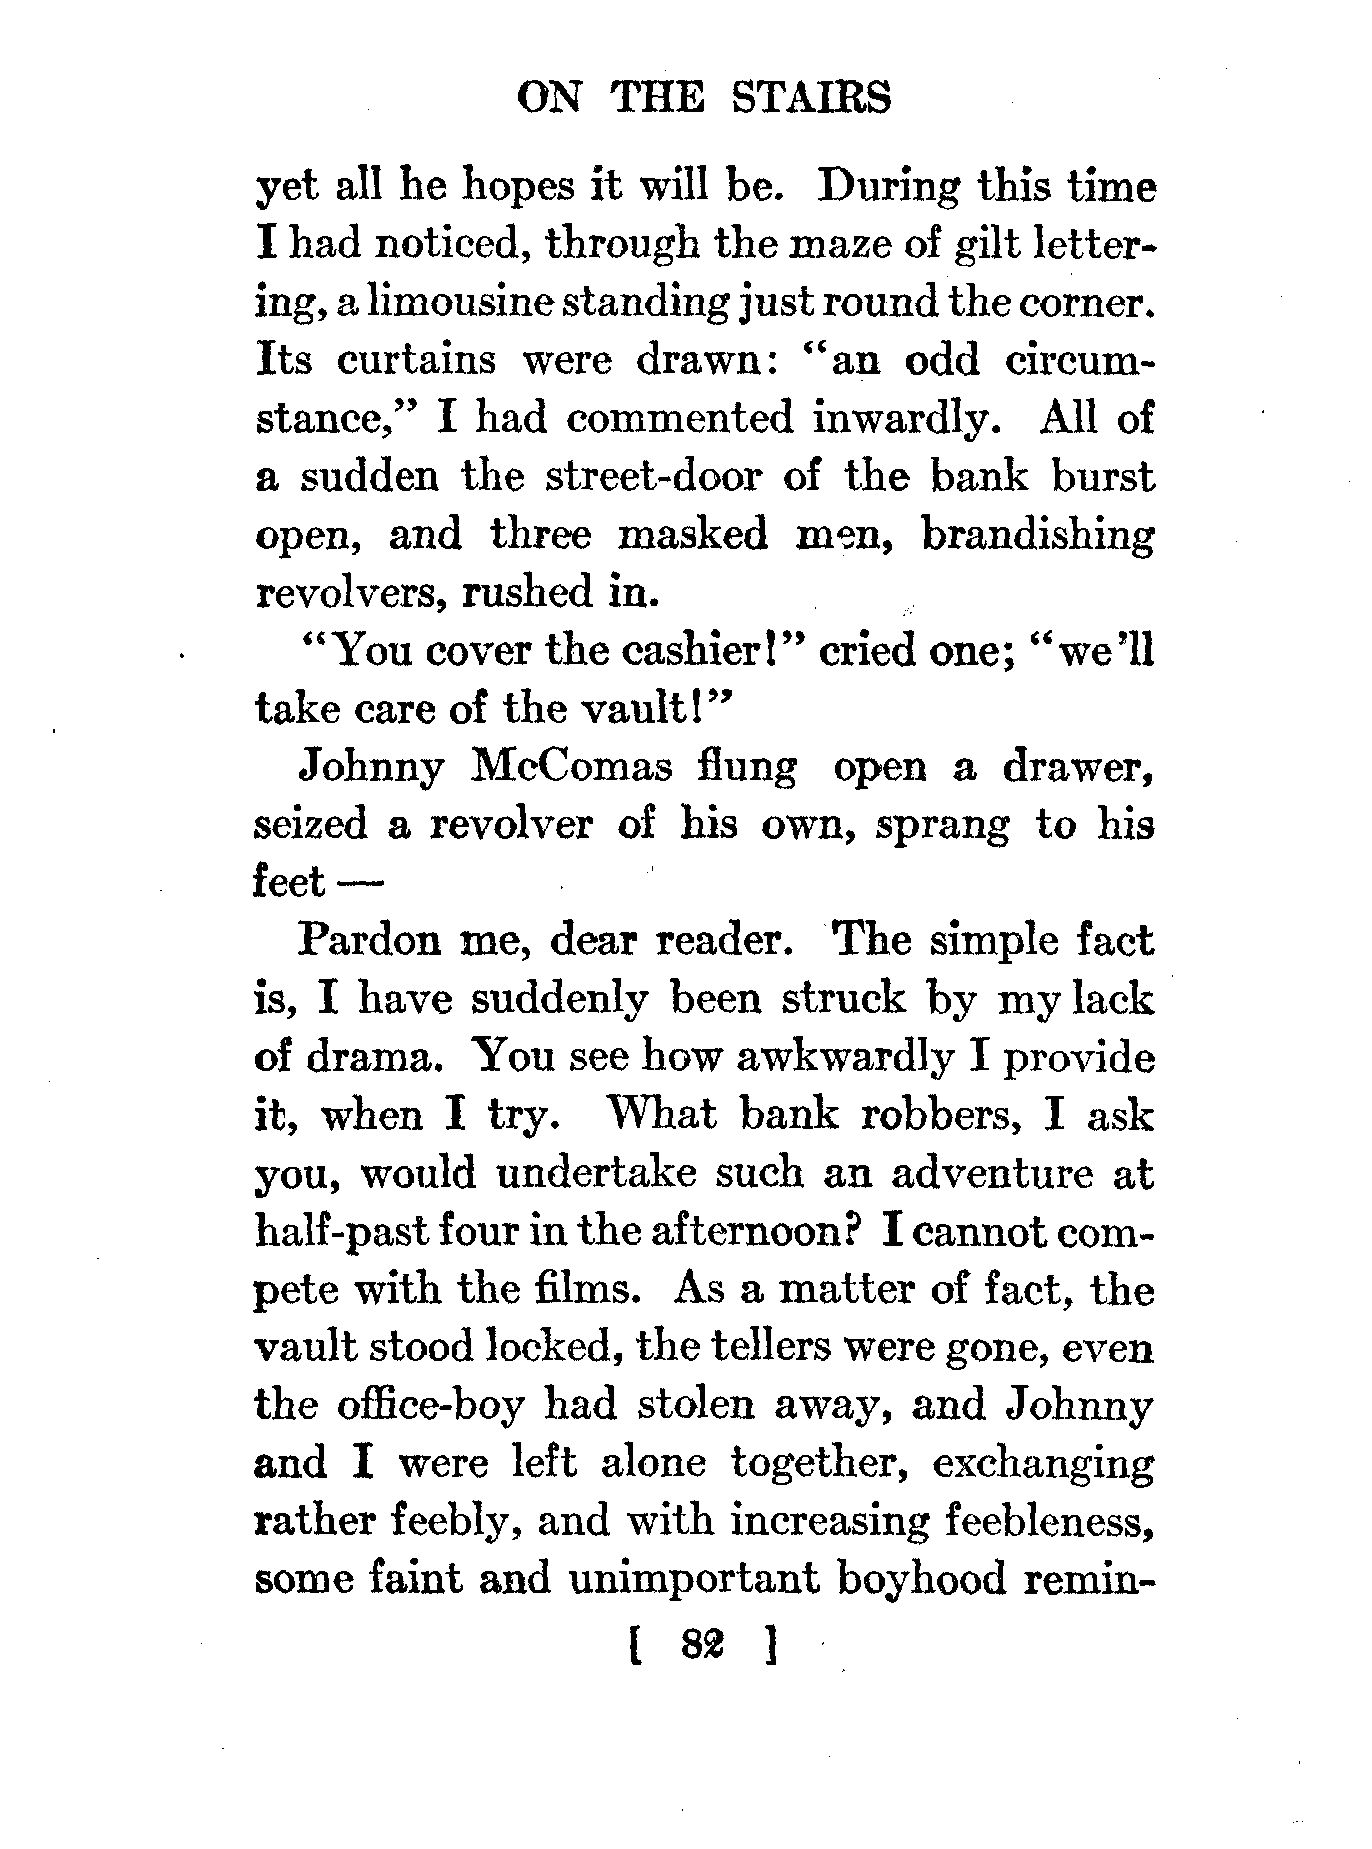 ON THE STAIRS
yet all he hopes it will be. During this time
I had noticed, through the maze of gilt letter-
ing, a limousine standing just round the corner.
Its curtains were drawn: “an odd circum-
stance,” I had commented inwardly. All of
a sudden the street-door of the bank burst
open, and three masked men, brandishing
revolvers, rushed in.
“You cover the cashier!” cried one; “we’ll
take care of the vault!”
Johnny McComas flung open a drawer,
seized a revolver of his own, sprang to his
feet —
Pardon me, dear reader. The simple fact
is, I have suddenly been struck by my lack
of drama. You see how awkwardly I provide
it, when I try. What bank robbers, I ask
you, would undertake such an adventure at
half-past four in the afternoon? I cannot com-
pete with the films. As a matter of fact, the
vault stood locked, the tellers were gone, even
the office-boy had stolen away, and Johnny
and I were left alone together, exchanging
rather feebly, and with increasing feebleness,
some faint and unimportant boyhood remin-
[ 82 ]